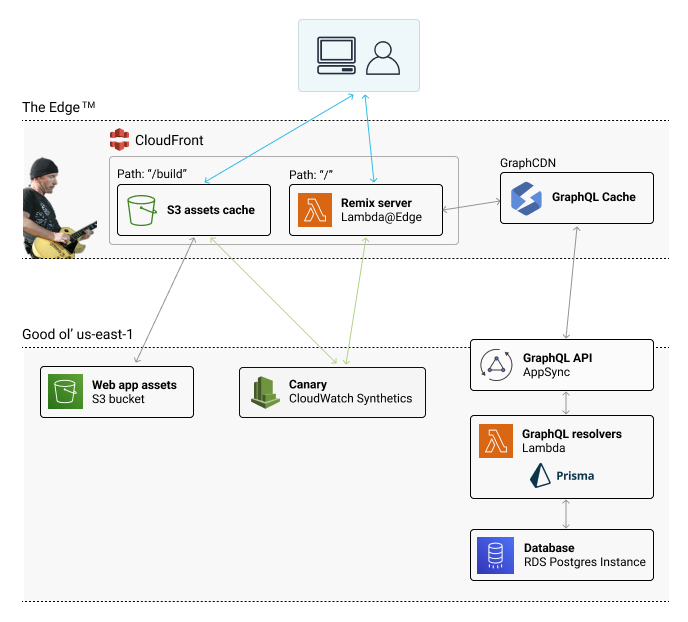 The Edge™
CloudFront
Path: “/build”
Path: “/”
S3 assets cache
Remix server
Lambda@Edge
GraphCDN
GraphQL Cache
Good ol’ us-east-1
Web app assets
S3 bucket
Canary
CloudWatch Synthetics
GraphQL API
AppSync
GraphQL resolvers
Lambda
Prisma
Database
RDS Postgres Instance